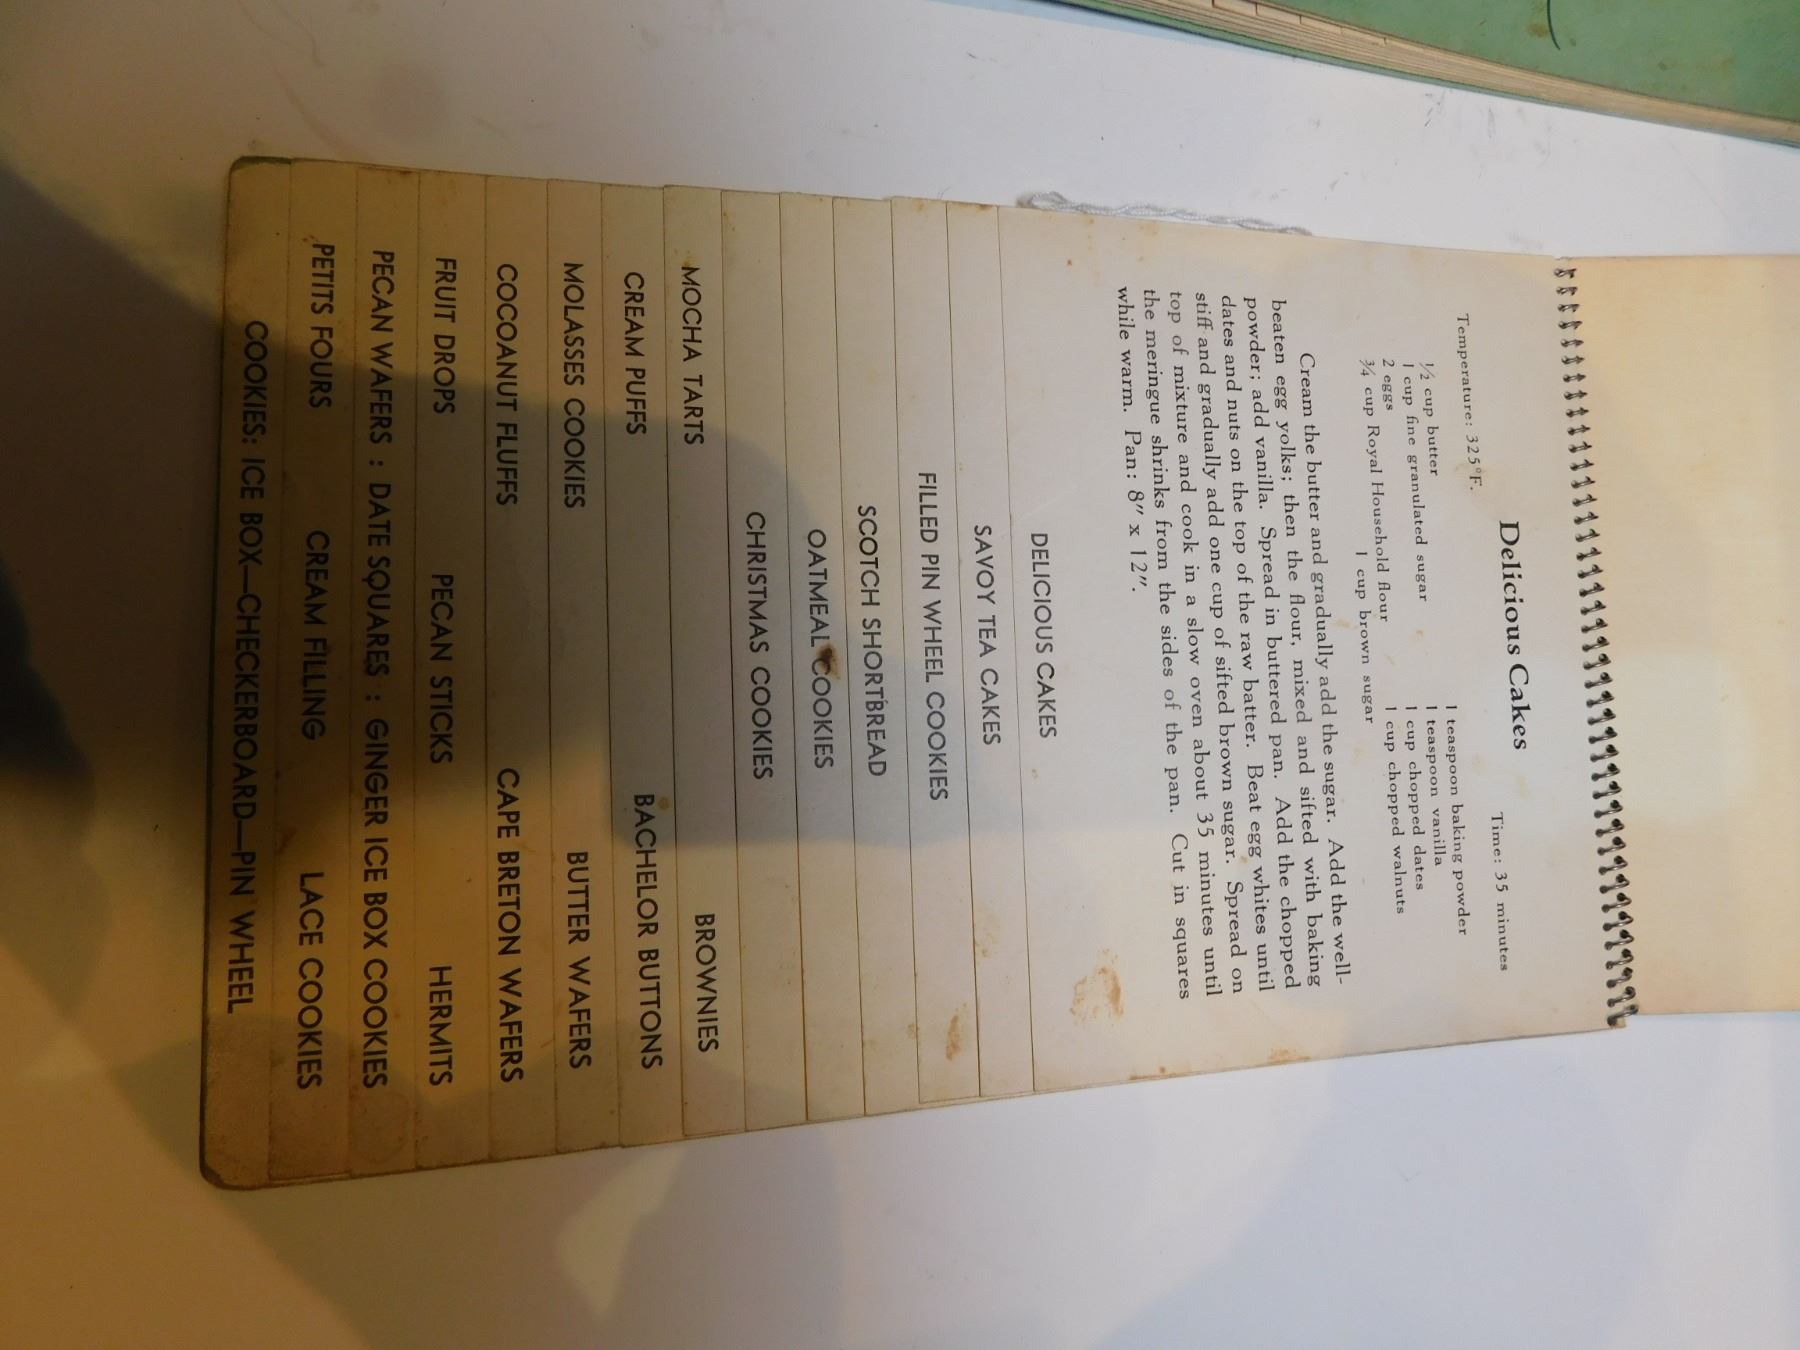 Delicious Cakes
Temperature: 325°F.
Time: 35 minutes
½ cup butter
1 cup fine granulated sugar
2 eggs
¾ cup Royal Household flour
1 teaspoon baking powder
1 teaspoon vanilla
1 cup chopped dates
1 cup chopped walnuts
1 cup brown sugar
Cream the butter and gradually add the sugar. Add the well-
beaten egg yolks; then the flour, mixed and sifted with baking
powder; add vanilla. Spread in buttered pan. Add the chopped
dates and nuts on the top of the raw batter. Beat egg whites until
stiff and gradually add one cup of sifted brown sugar. Spread on
top of mixture and cook in a slow oven about 35 minutes until
the meringue shrinks from the sides of the pan. Cut in squares
while warm. Pan: 8" x 12".
DELICIOUS CAKES
SAVOY TEA CAKES
FILLED PIN WHEEL COOKIES
SCOTCH SHORTBREAD
OATMEAL COOKIES
CHRISTMAS COOKIES
MOCHA TARTS BROWNIES
CREAM PUFFS BACHELOR BUTTONS
MOLASSES COOKIES BUTTER WAFERS
COCOANUT FLUFFS CAPE BRETON WAFERS
FRUIT DROPS PECAN STICKS HERMITS
PECAN WAFERS : DATE SQUARES : GINGER ICE BOX COOKIES
PETITS FOURS CREAM FILLING LACE COOKIES
COOKIES: ICE BOX—CHECKERBOARD—PIN WHEEL